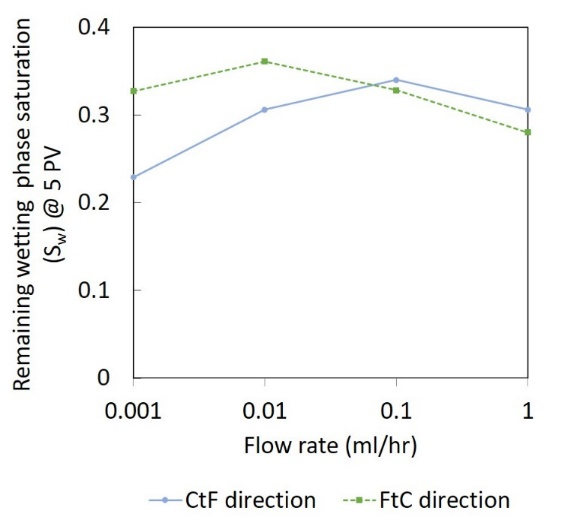 Remaining wetting phase saturation
(Sw) @ 5 PV
0.4
0.3
0.2
0.1
0
0.001 0.01 0.1 1
Flow rate (ml/hr)
CtF direction FtC direction